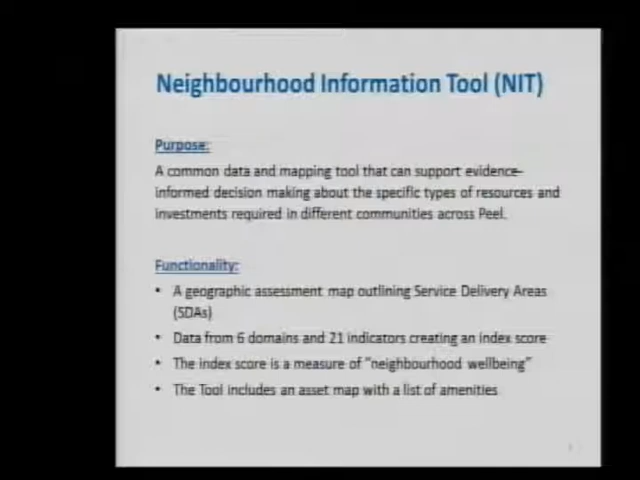 Neighbourhood Information Tool (NIT)
Purpose:
A common data and mapping tool that can support evidence-
informed decision making about the specific types of resources and
investments required in different communities across Peel.
Functionality:
• A geographic assessment map outlining Service Delivery Areas
(SDAs)
• Data from 6 domains and 21 indicators creating an index score
• The index score is a measure of “neighbourhood wellbeing”
• The Tool includes an asset map with a list of amenities